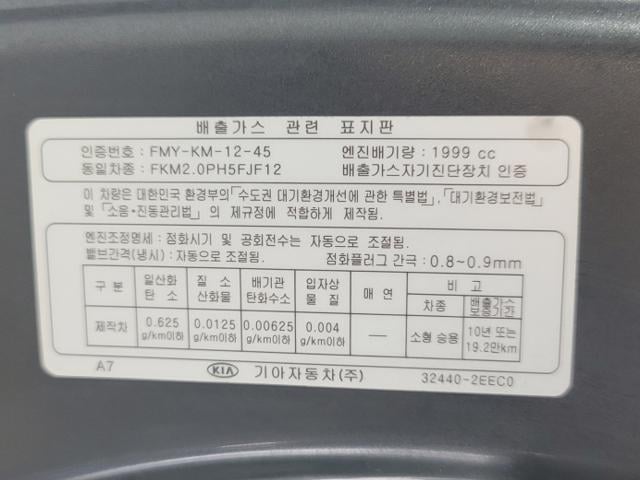 배출가스 관련 표지판
인증번호 : FMY-KM-12-45 엔진배기량 : 1999 cc
동일차종 : FKM2.0PH5FJF12 배출가스자기진단장치 인증
이 차량은 대한민국 환경부의 「수도권 대기환경개선에 관한 특별법」, 「대기환경보전법」
및 「소음·진동관리법」의 제규정에 적합하게 제작됨.
엔진조정명세 : 점화시기 및 공회전수는 자동으로 조절됨.
밸브간격(냉시) : 자동으로 조절됨. 점화플러그 간극 : 0.8~0.9mm
구 분 일산화 탄 소 질 소 산화물 배기관 탄화수소 입자상 물 질 매 연 비 고
차종 배출가스 보증기간
제작차 0.625 g/km이하 0.0125 g/km이하 0.00625 g/km이하 0.004 g/km이하 — 소형 승용 10년 또는 19.2만km
A7 KIA 기아자동차(주) 32440-2EEC0